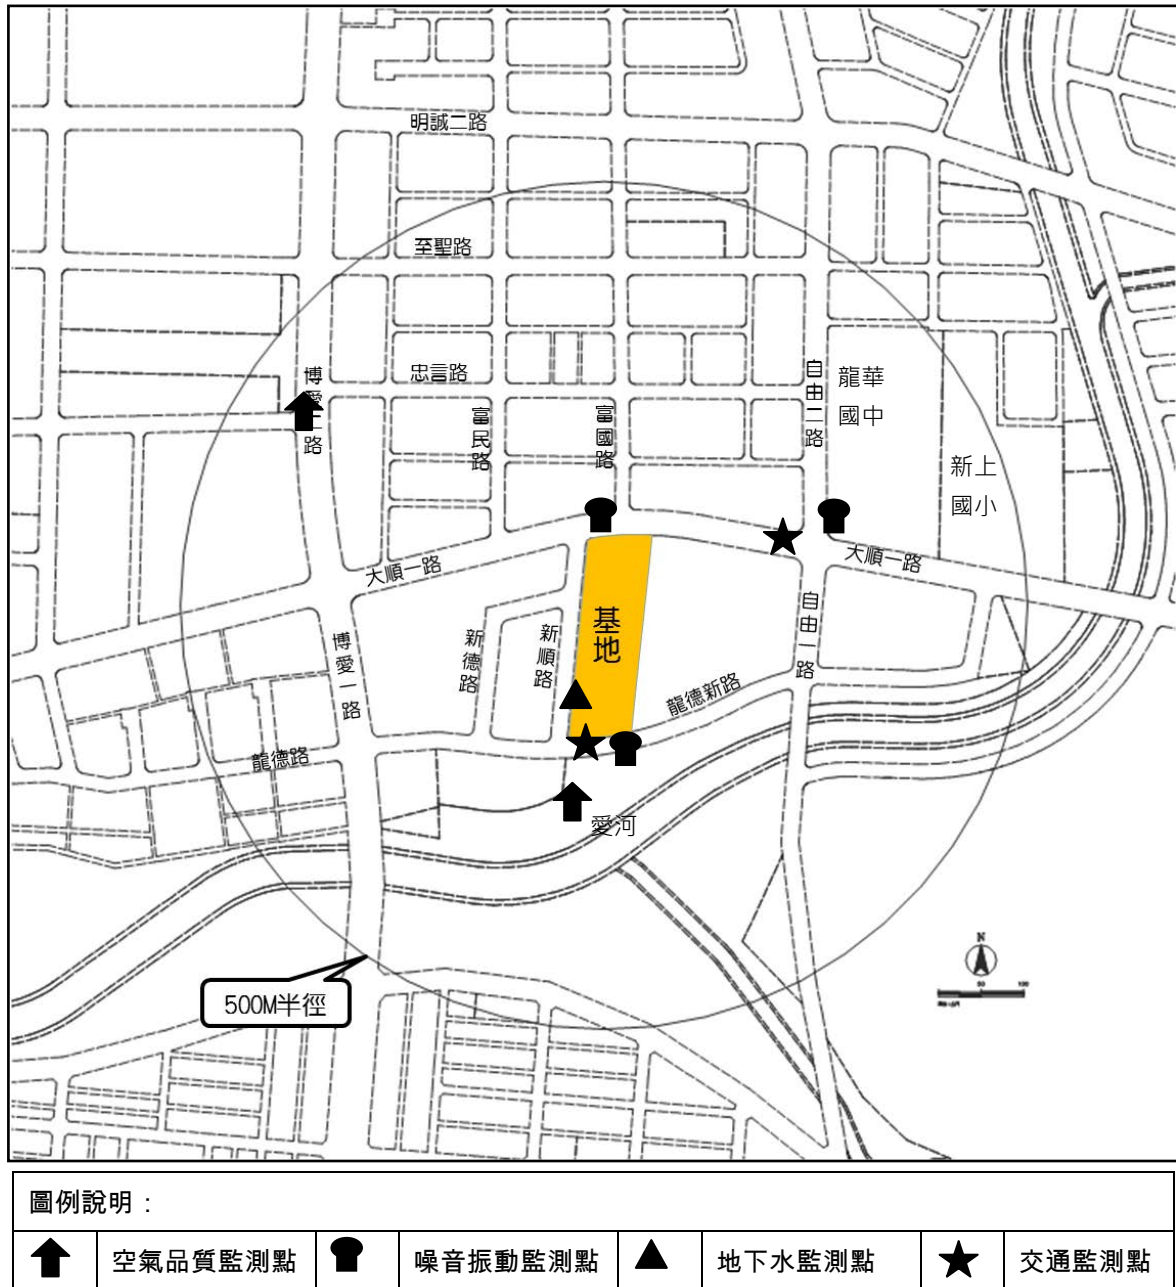 明誠二路
至聖路
忠言路
博愛二路
富民路
富國路
自由二路
龍華
國中
新上
國小
大順一路
大順一路
基地
新德路
新順路
自由一路
博愛一路
龍德新路
龍德路
愛河
N
50
100
500M半徑
圖例說明：
空氣品質監測點
噪音振動監測點
地下水監測點
交通監測點